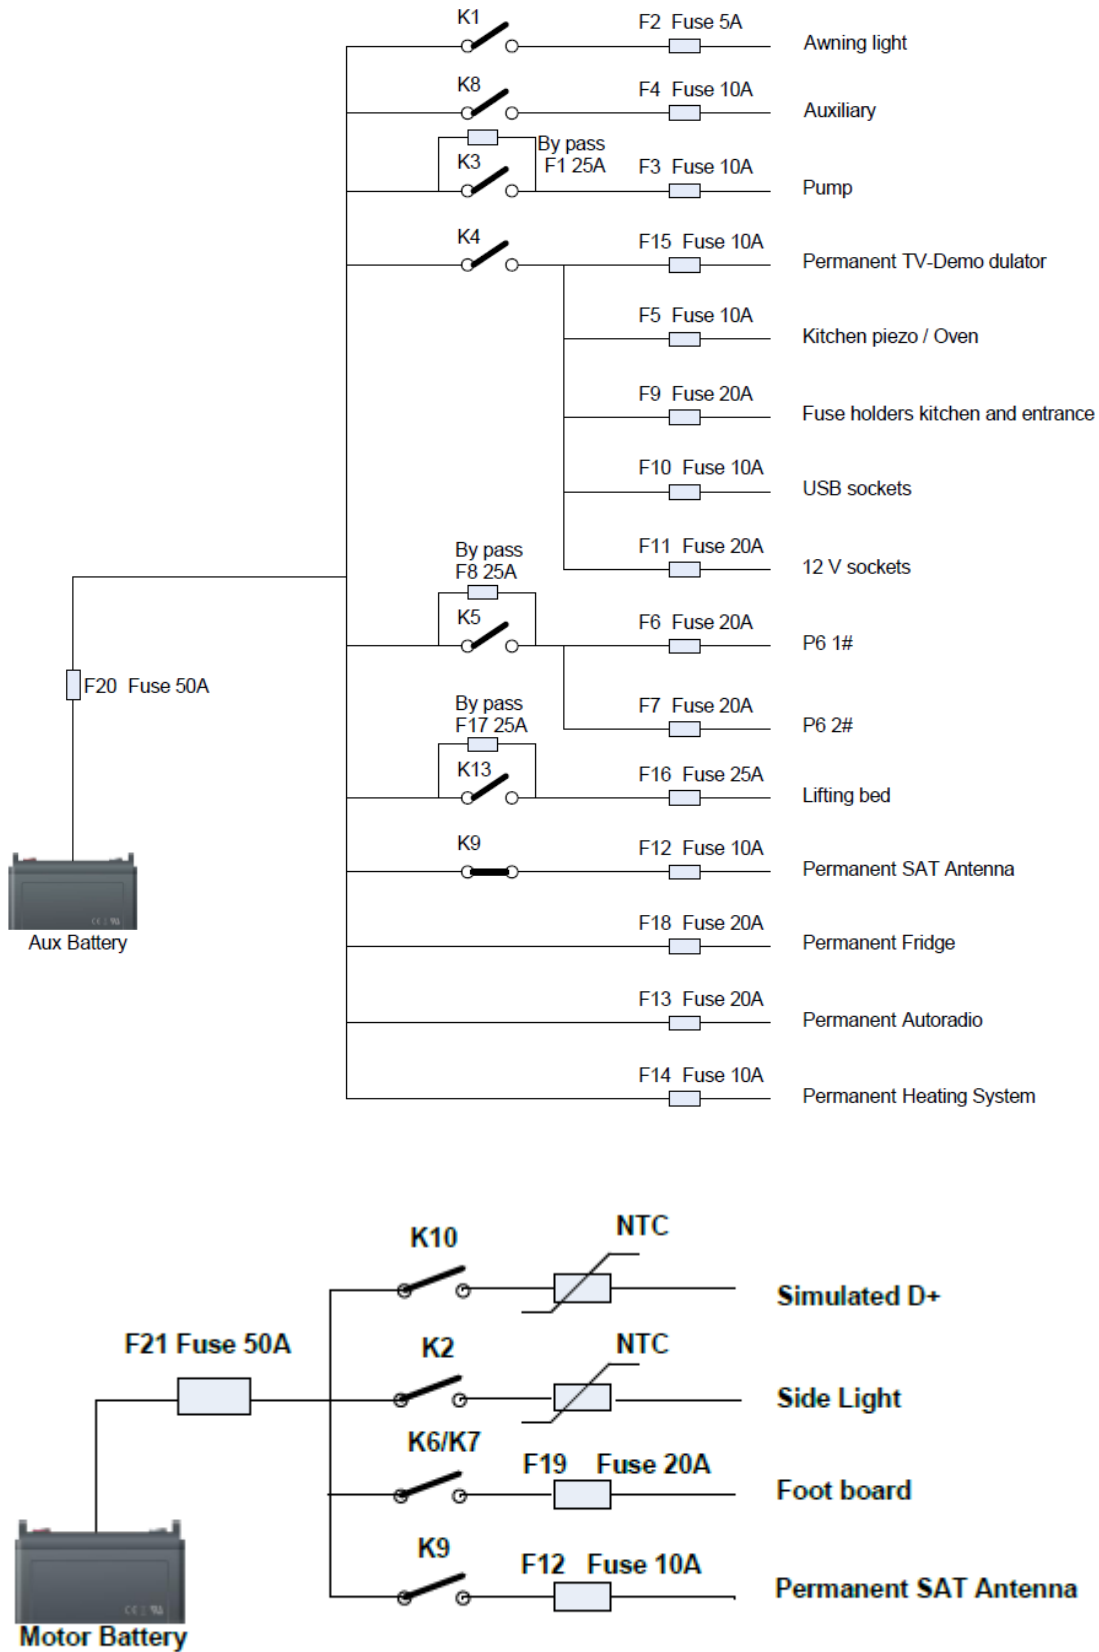 K1
F2 Fuse 5A
Awning light
K8
F4 Fuse 10A
Auxiliary
By pass
F1 25A
K3
F3 Fuse 10A
Pump
K4
F15 Fuse 10A
Permanent TV-Demo dulator
F5 Fuse 10A
Kitchen piezo / Oven
F9 Fuse 20A
Fuse holders kitchen and entrance
F10 Fuse 10A
USB sockets
F11 Fuse 20A
12 V sockets
By pass
F8 25A
K5
F6 Fuse 20A
P6 1#
F20 Fuse 50A
F7 Fuse 20A
P6 2#
By pass
F17 25A
K13
F16 Fuse 25A
Lifting bed
K9
F12 Fuse 10A
Permanent SAT Antenna
Aux Battery
F18 Fuse 20A
Permanent Fridge
F13 Fuse 20A
Permanent Autoradio
F14 Fuse 10A
Permanent Heating System
K10
NTC
Simulated D+
F21 Fuse 50A
K2
NTC
Side Light
K6/K7
F19 Fuse 20A
Foot board
K9
F12 Fuse 10A
Permanent SAT Antenna
Motor Battery